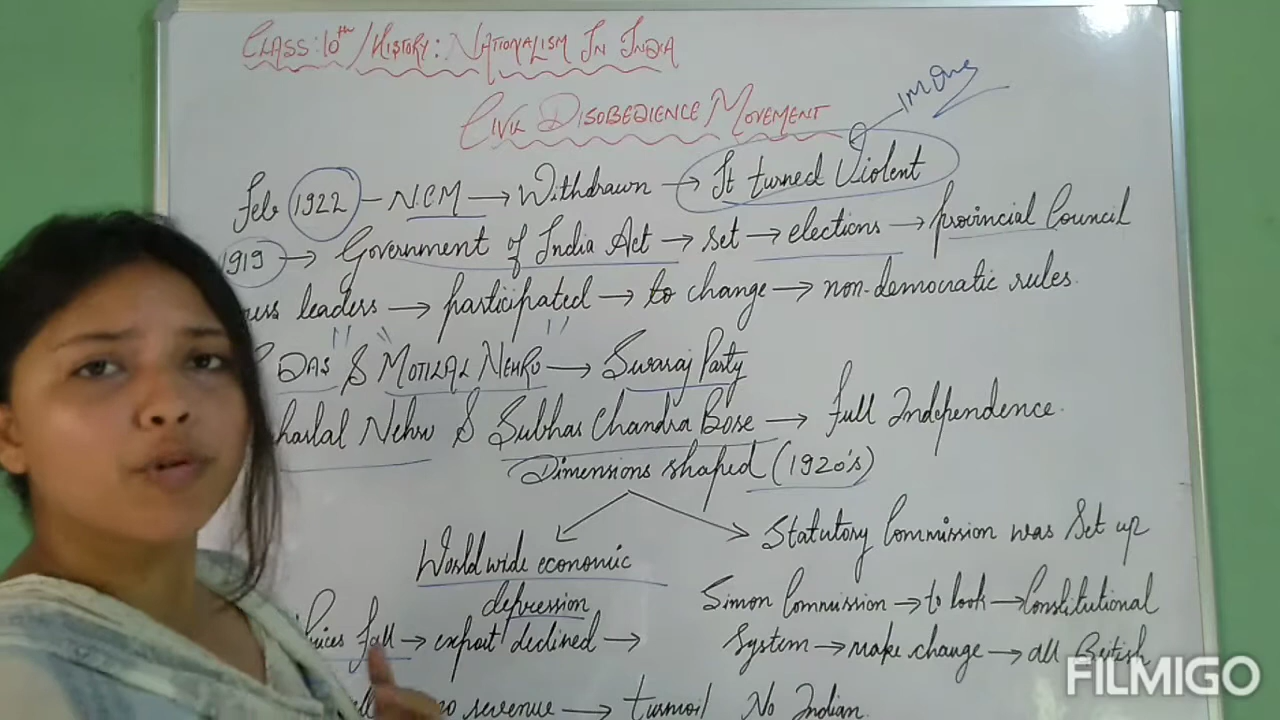 CLASS: 10th / HISTORY: NATIONALISM IN INDIA
CIVIL DISOBEDIENCE MOVEMENT
Feb 1922 – N.C.M → Withdrawn → It turned Violent
1919 → Government of India Act → set → elections → provincial Council
leaders → participated → to change → non-democratic rules.
DAS & MOTILAL NEHRU → Swaraj Party
Nehru & Subhas Chandra Bose → full Independence.
Dimensions shaped (1920's)
World wide economic depression
Statutory Commission was Set up
Simon Commission → to look → Constitutional
fall → export declined →
System → make change → all British
no revenue → turmoil
No Indian.
FILMIGO